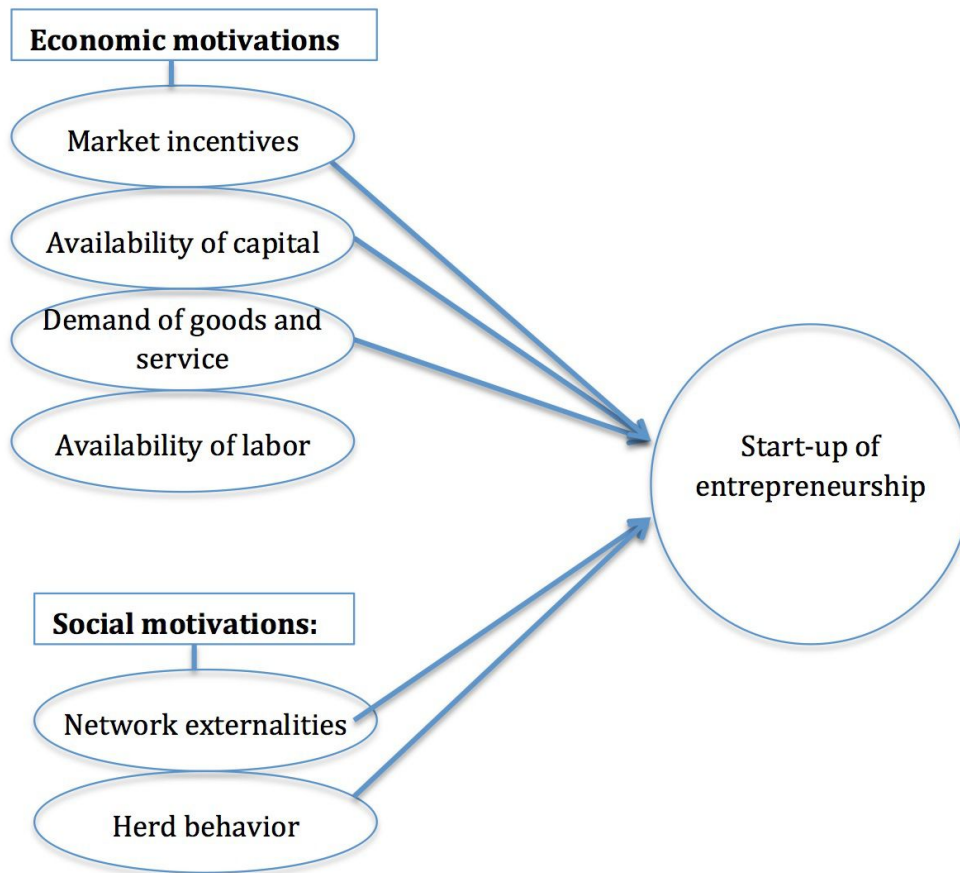 Economic motivations
Market incentives
Availability of capital
Demand of goods and
service
Availability of labor
Start-up of
entrepreneurship
Social motivations:
Network externalities
Herd behavior